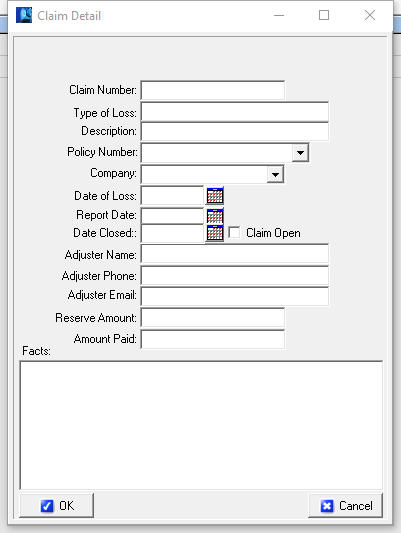 Claim Detail
Claim Number:
Type of Loss:
Description:
Policy Number:
Company:
Date of Loss:
Report Date:
Date Closed:: Claim Open
Adjuster Name:
Adjuster Phone:
Adjuster Email:
Reserve Amount:
Amount Paid:
Facts:
OK Cancel